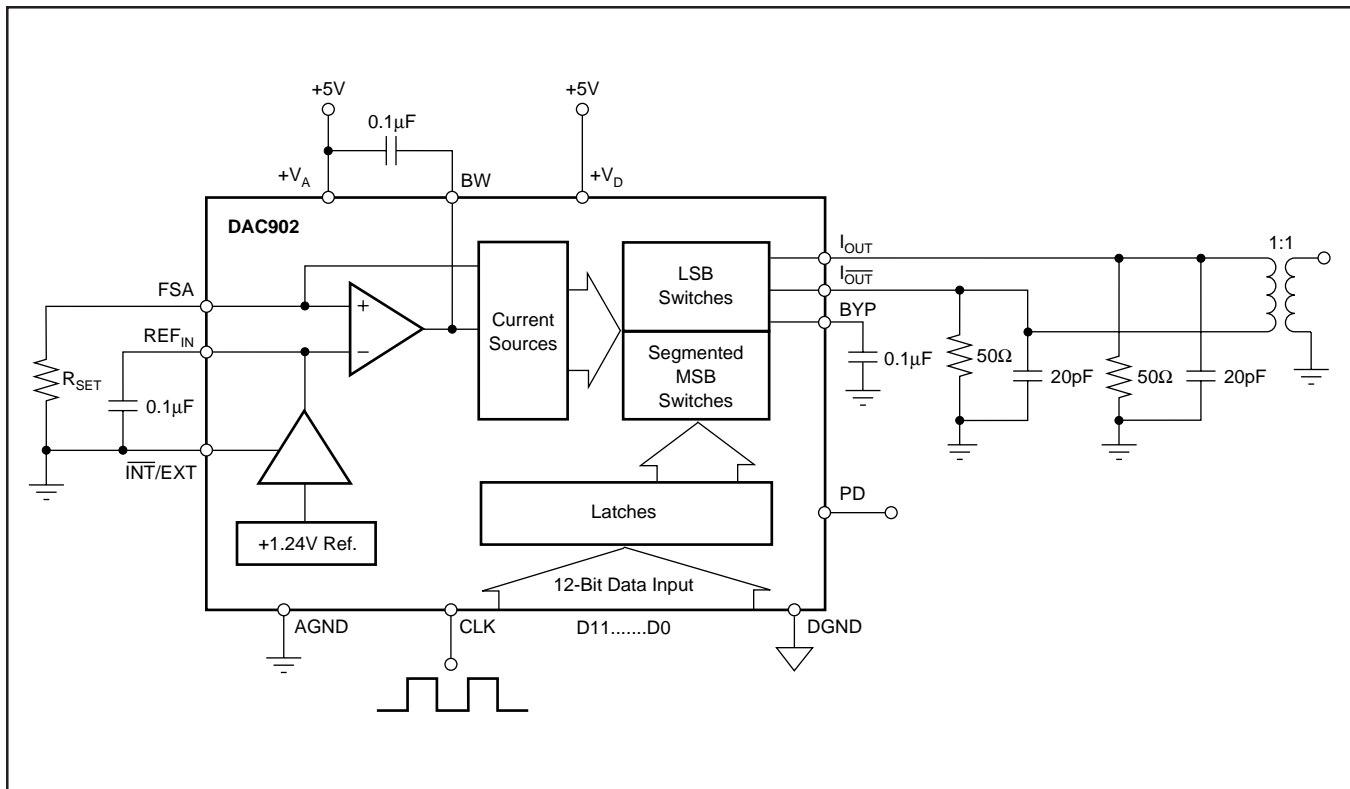 +5V
+5V
0.1µF
+V_A
BW
+V_D
DAC902
I_OUT
1:1
FSA
LSB
Switches
I_O̅U̅T̅
REF_IN
+
−
Current
Sources
BYP
R_SET
0.1µF
Segmented
MSB
Switches
50Ω
0.1µF
20pF
50Ω
20pF
I̅N̅T̅/EXT
PD
Latches
+1.24V Ref.
12-Bit Data Input
AGND
CLK
D11.......D0
DGND